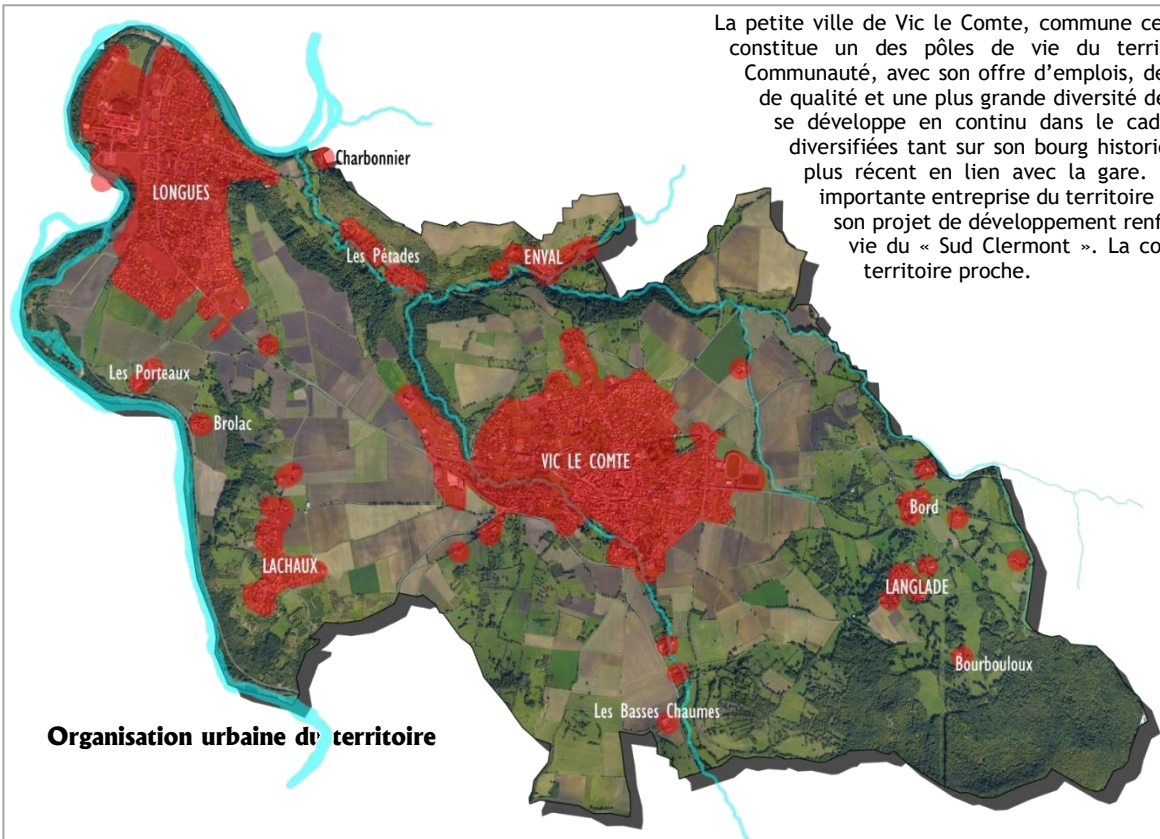 La petite ville de Vic le Comte, commune ce
constitue un des pôles de vie du terri
Communauté, avec son offre d'emplois, de
de qualité et une plus grande diversité de
se développe en continu dans le cad
diversifiées tant sur son bourg histori
plus récent en lien avec la gare.
importante entreprise du territoire
son projet de développement renf
vie du « Sud Clermont ». La co
territoire proche.
Charbonnier
LONGUES
Les Pétades
ENVAL
Les Porteaux
Brolac
VIC LE COMTE
Bord
LACHAUX
LANGLADE
Bourbouloux
Les Basses Chaumes
Organisation urbaine du territoire